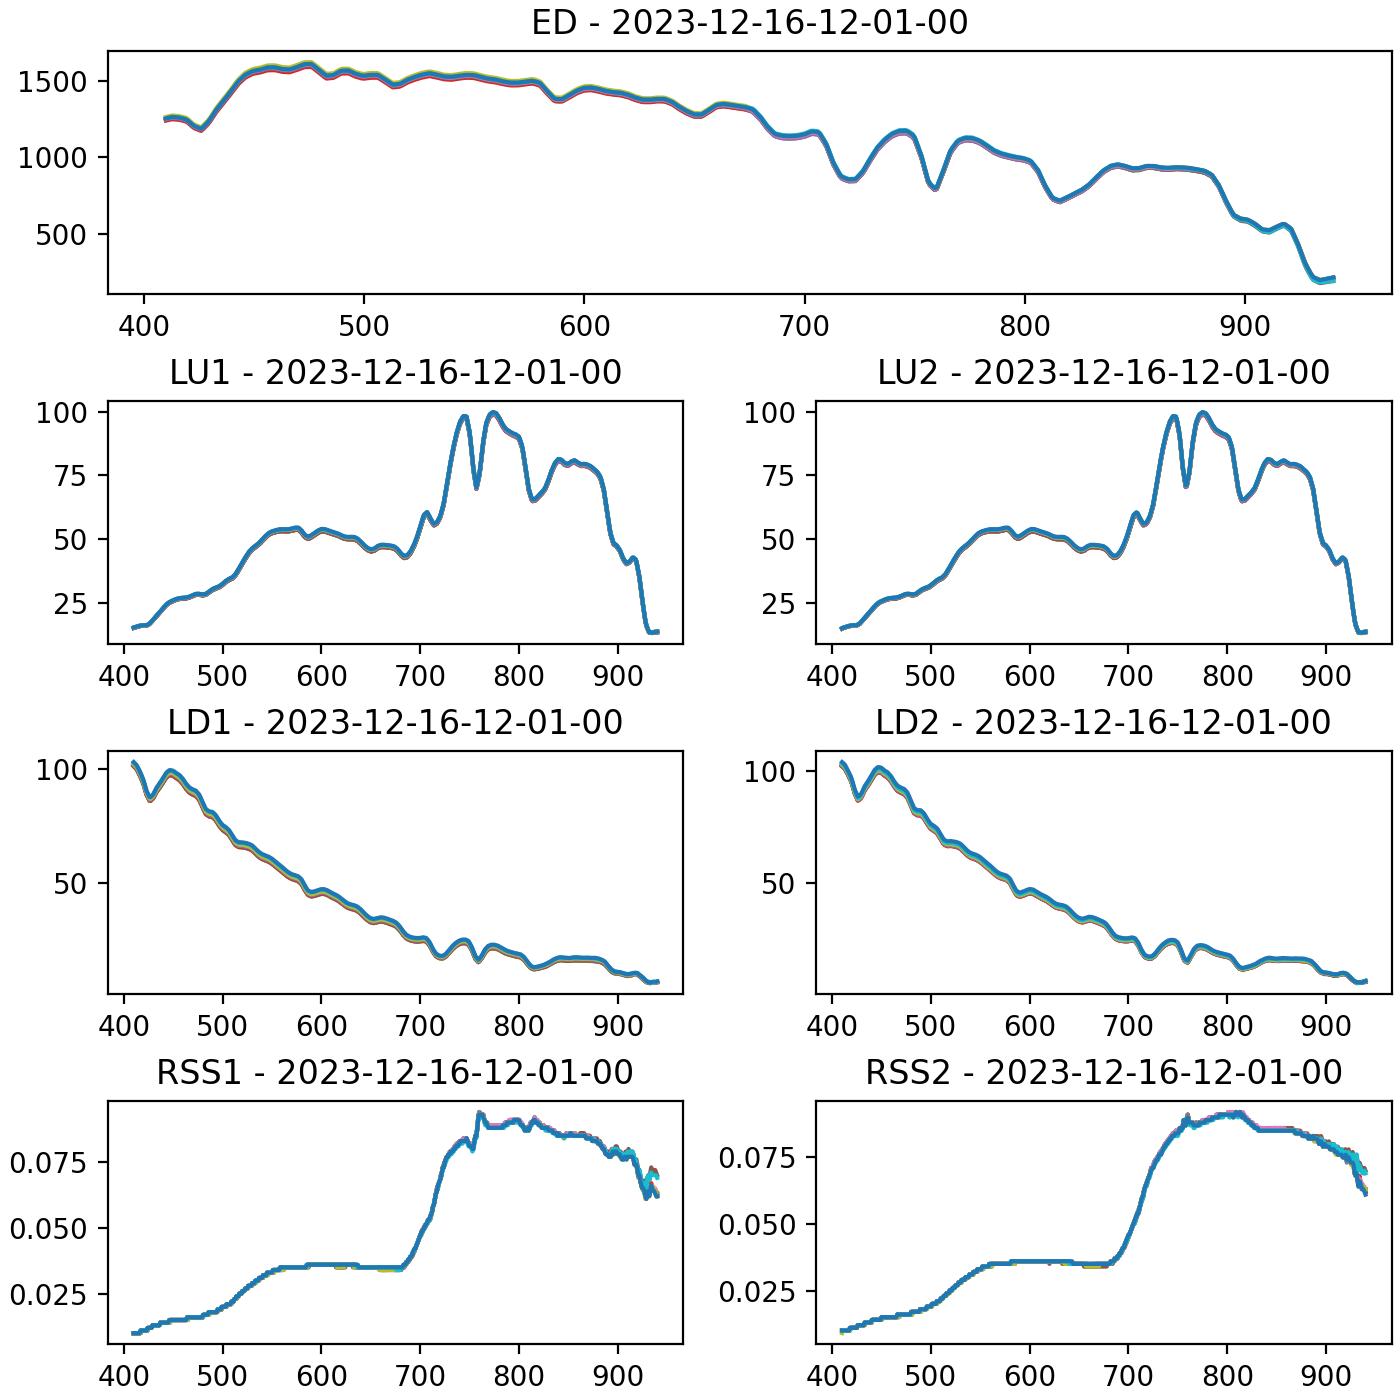 ED - 2023-12-16-12-01-00
1500
1000
500
400 500 600 700 800 900
LU1 - 2023-12-16-12-01-00
100
75
50
25
400 500 600 700 800 900
LU2 - 2023-12-16-12-01-00
100
75
50
25
400 500 600 700 800 900
LD1 - 2023-12-16-12-01-00
100
50
400 500 600 700 800 900
LD2 - 2023-12-16-12-01-00
100
50
400 500 600 700 800 900
RSS1 - 2023-12-16-12-01-00
0.075
0.050
0.025
400 500 600 700 800 900
RSS2 - 2023-12-16-12-01-00
0.075
0.050
0.025
400 500 600 700 800 900